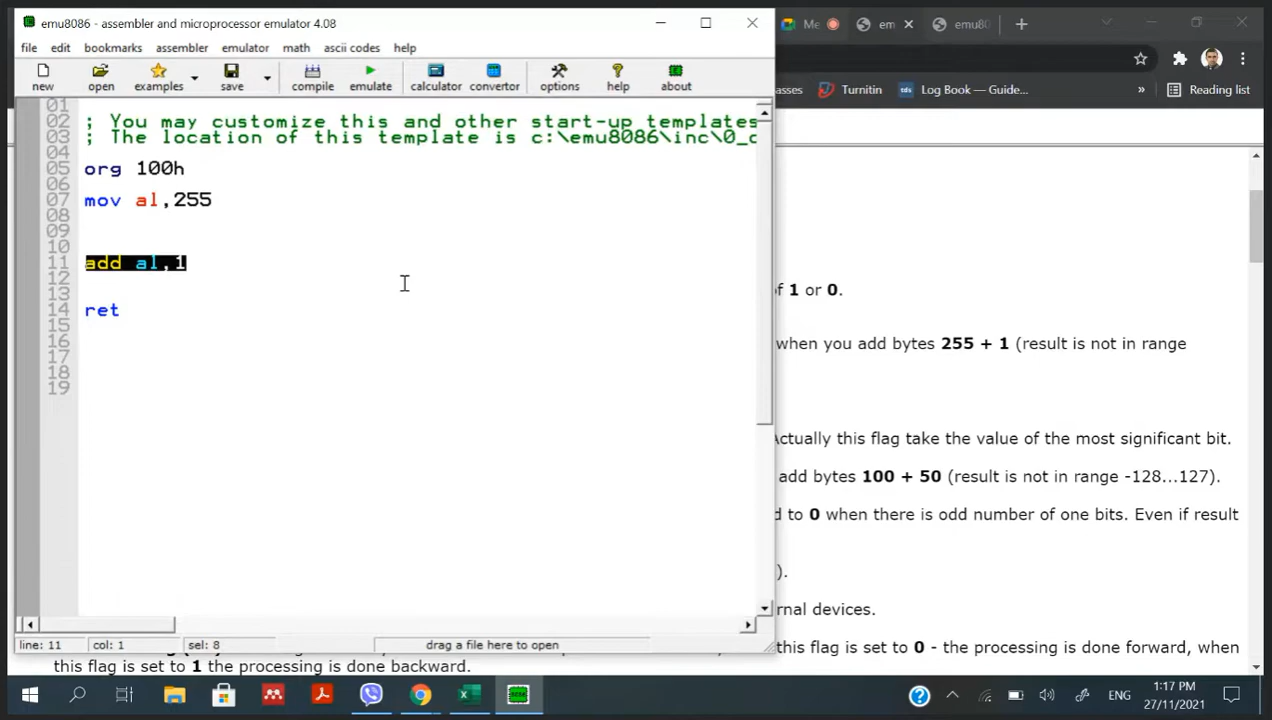 emu8086 - assembler and microprocessor emulator 4.08
file edit bookmarks assembler emulator math ascii codes help
new open examples save compile emulate calculator convertor options help about
01
02 ; You may customize this and other start-up templates
03 ; The location of this template is c:\emu8086\inc\0_c
04
05 org 100h
06
07 mov al,255
08
09
10
11 add al,1
12
13
14 ret
15
16
17
18
19
line: 11 col: 1 sel: 8 drag a file here to open
Me em emu80
asses Turnitin tds Log Book — Guide... » Reading list
of 1 or 0.
when you add bytes 255 + 1 (result is not in range
Actually this flag take the value of the most significant bit.
add bytes 100 + 50 (result is not in range -128...127).
d to 0 when there is odd number of one bits. Even if result
).
rnal devices.
this flag is set to 0 - the processing is done forward, when
this flag is set to 1 the processing is done backward.
ENG
1:17 PM
27/11/2021